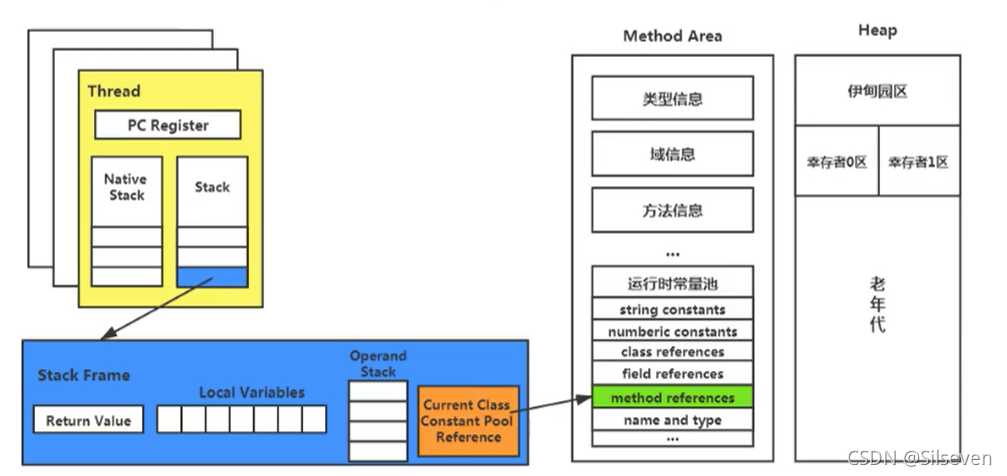 Thread
PC Register
Native
Stack
Stack
Stack Frame
Return Value
Local Variables
Operand
Stack
Current Class
Constant Pool
Reference
Method Area
类型信息
域信息
方法信息
...
运行时常量池
string constants
numberic constants
class references
field references
method references
name and type
...
Heap
伊甸园区
幸存者0区
幸存者1区
老
年
代
CSDN @Silseven